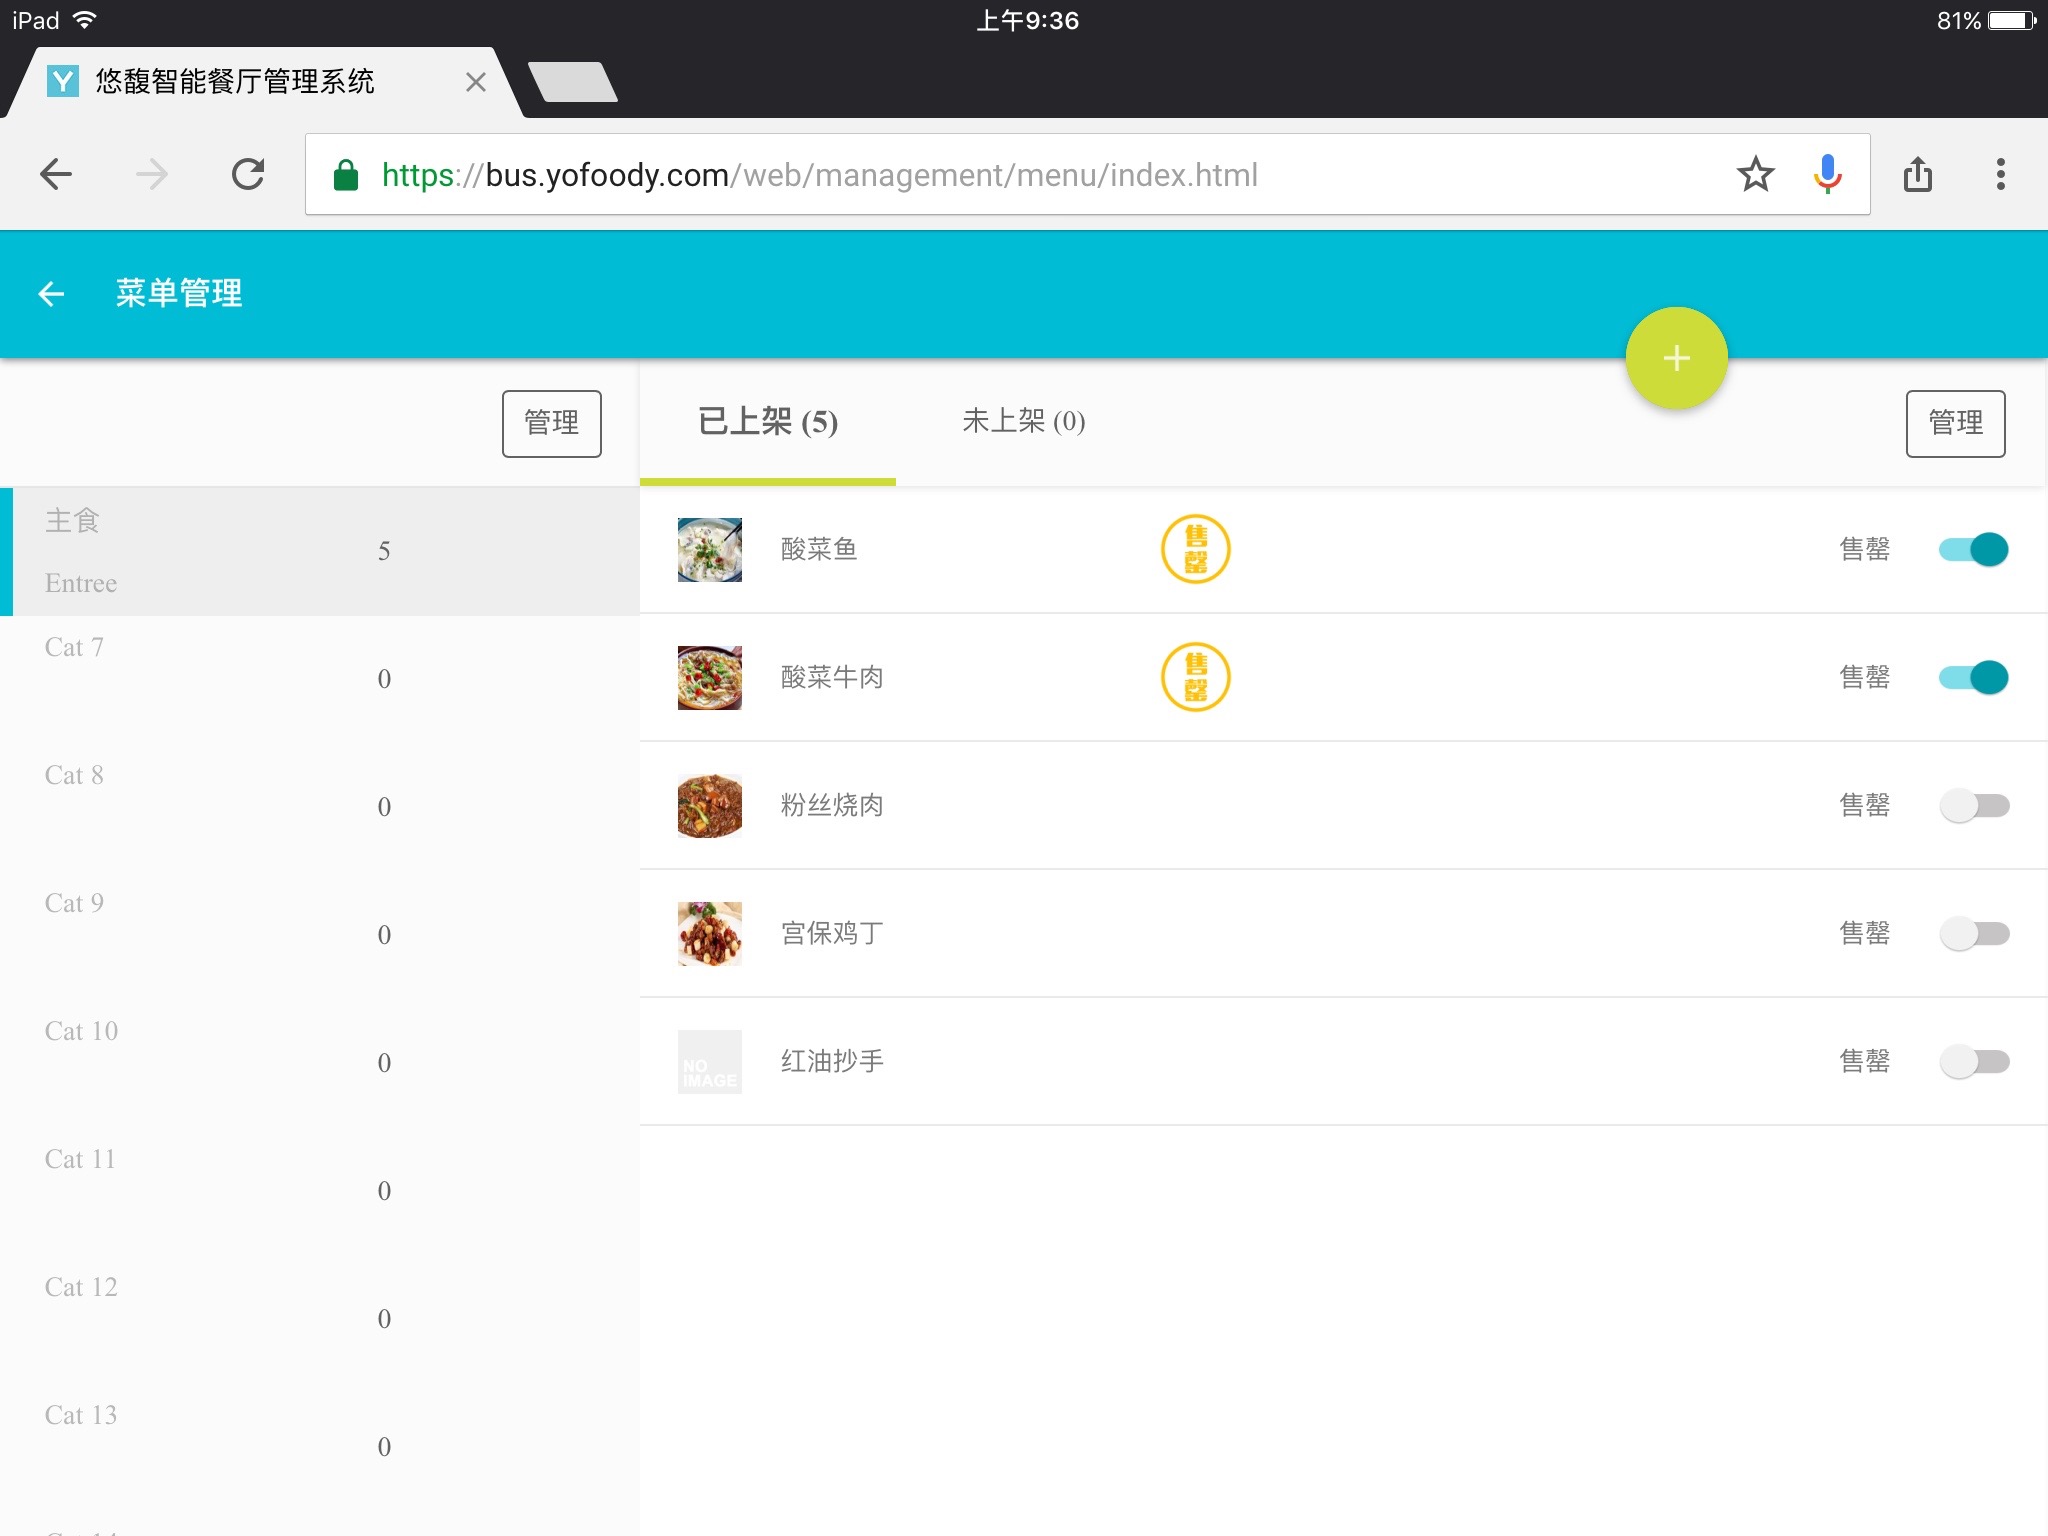 iPad
上午9:36
81%
Y 悠馥智能餐厅管理系统
https://bus.yofoody.com/web/management/menu/index.html
菜单管理
管理
已上架 (5)
未上架 (0)
管理
主食
Entree
5
Cat 7
0
Cat 8
0
Cat 9
0
Cat 10
0
Cat 11
0
Cat 12
0
Cat 13
0
酸菜鱼
售罄
售罄
酸菜牛肉
售罄
售罄
粉丝烧肉
售罄
宫保鸡丁
售罄
NO
IMAGE
红油抄手
售罄